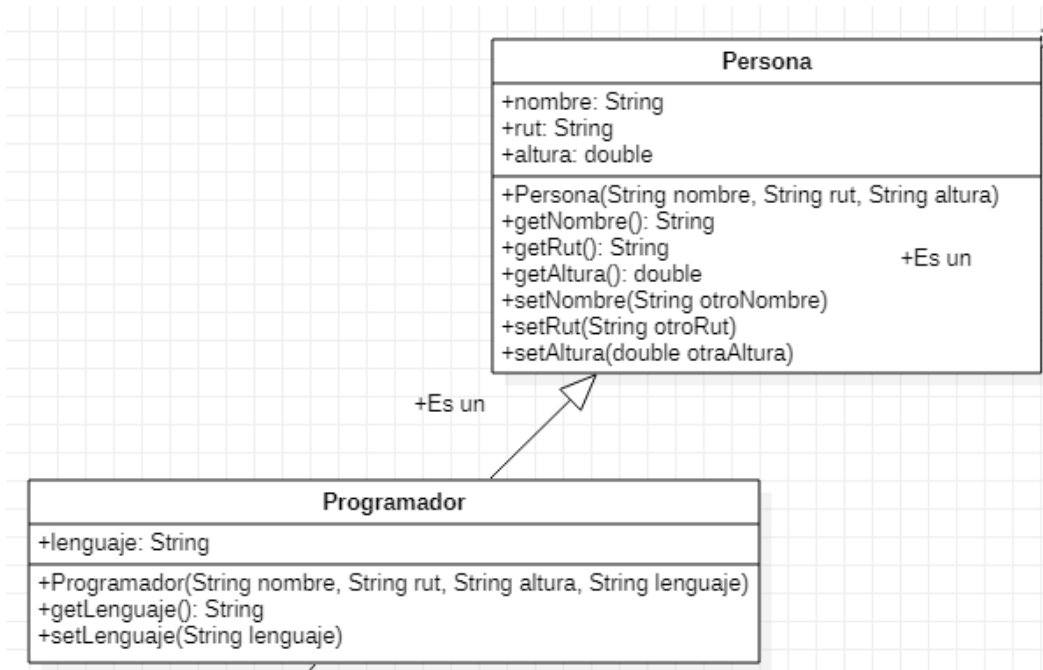 Persona
+nombre: String
+rut: String
+altura: double
+Persona(String nombre, String rut, String altura)
+getNombre(): String
+getRut(): String
+Es un
+getAltura(): double
+setNombre(String otroNombre)
+setRut(String otroRut)
+setAltura(double otraAltura)
+Es un
Programador
+lenguaje: String
+Programador(String nombre, String rut, String altura, String lenguaje)
+getLenguaje(): String
+setLenguaje(String lenguaje)